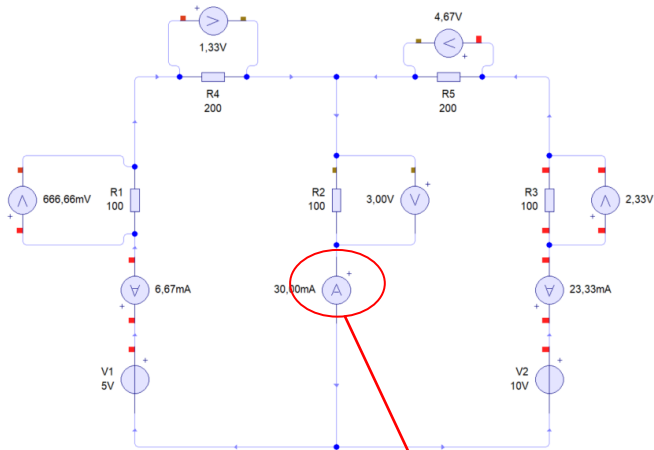 +
1,33V
R4
200
4,67V
+
R5
200
+
666,66mV
R1
100
R2
100
3,00V
+
R3
100
2,33V
+
6,67mA
+
30,00mA
+
A
23,33mA
+
V1
5V
+
V2
10V
+
V
V
V
V
V
A
A